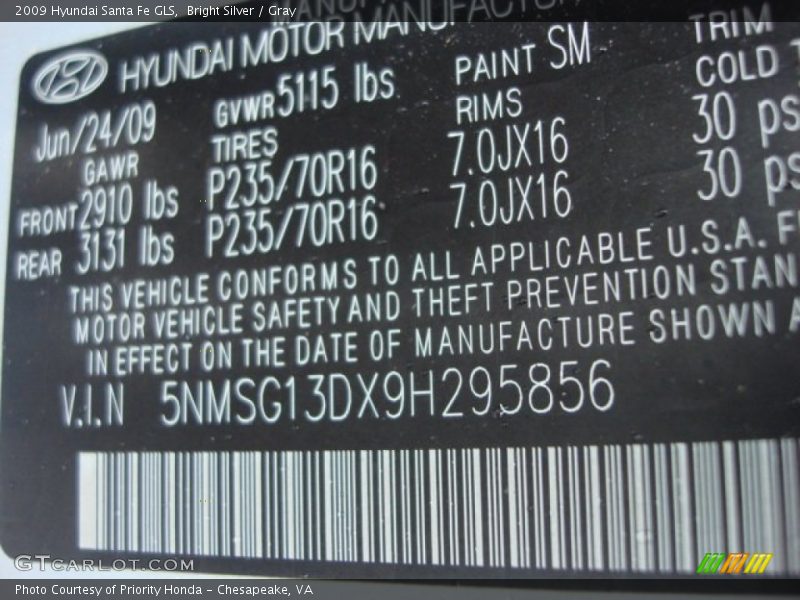 2009 Hyundai Santa Fe GLS, Bright Silver / Gray
HYUNDAI MOTOR
Jun/24/09 GVWR 5115 lbs PAINT SM TRIM
GAWR TIRES RIMS COLD
FRONT 2910 lbs P235/70R16 7.0JX16 30
REAR 3131 lbs P235/70R16 7.0JX16 30
THIS VEHICLE CONFORMS TO ALL APPLICABLE U.S.A.
MOTOR VEHICLE SAFETY AND THEFT PREVENTION STAN
IN EFFECT ON THE DATE OF MANUFACTURE SHOWN
V.I.N 5NMSG13DX9H295856
GTCARLOT.COM
Photo Courtesy of Priority Honda - Chesapeake, VA